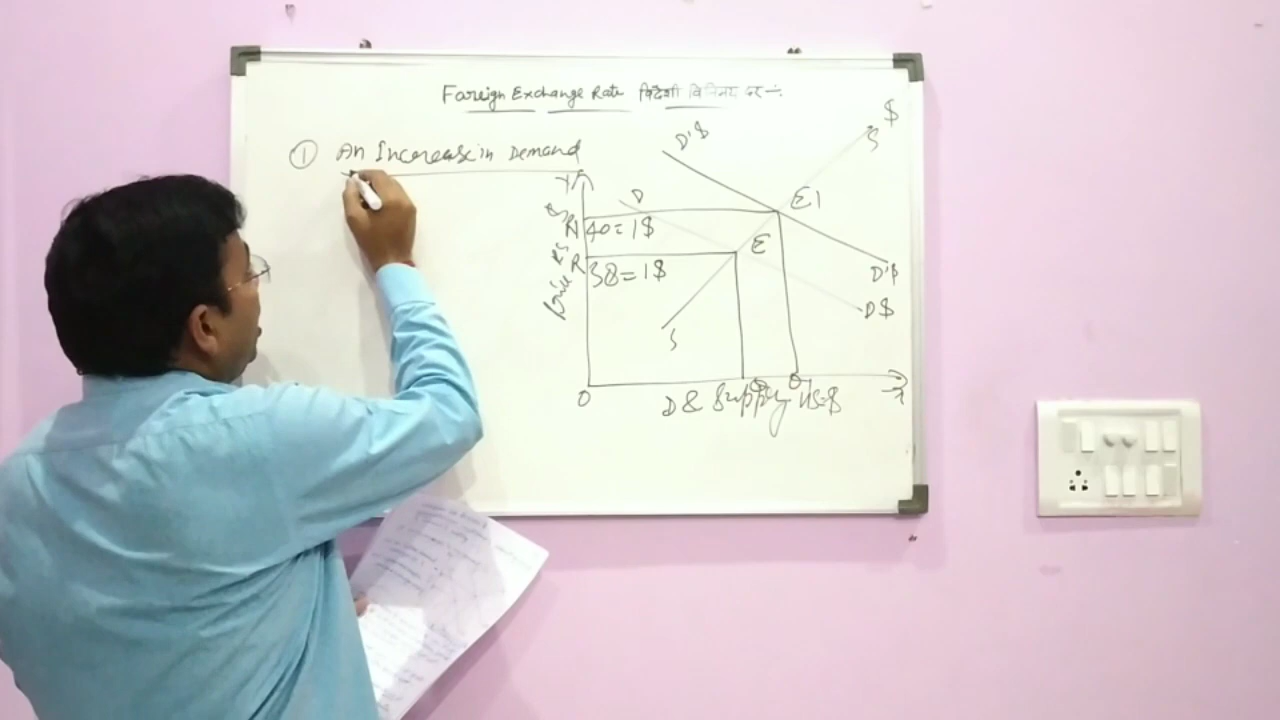 Foreign Exchange Rate विदेशी विनिमय दर ÷
① An Increase in Demand
$
S
D'$
Y
D
E1
R1 40=1$
E
R 38=1$
D'$
D$
S
O
Q
Q
X
D & Supply US$